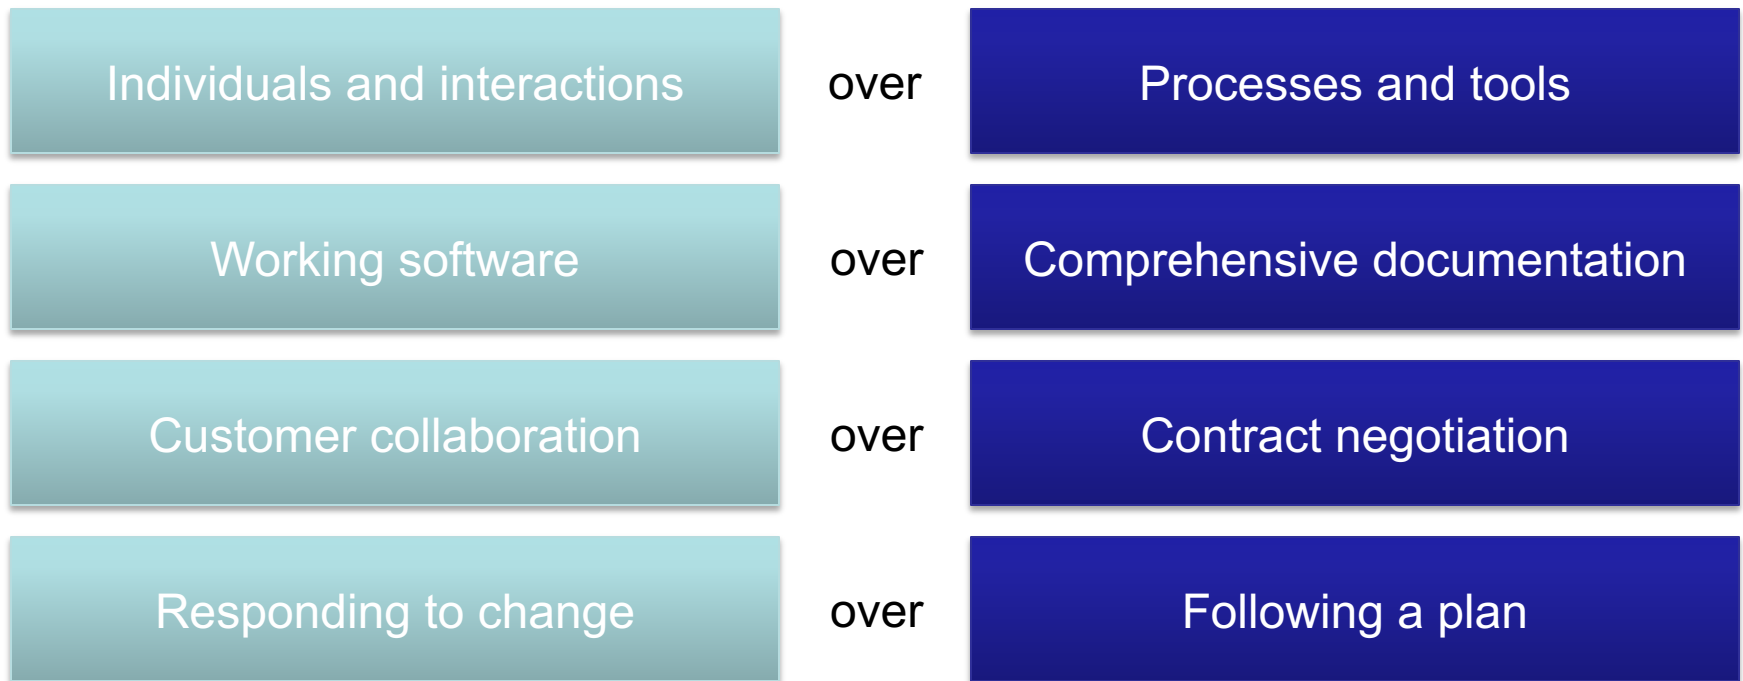 Individuals and interactions over Processes and tools
Working software over Comprehensive documentation
Customer collaboration over Contract negotiation
Responding to change over Following a plan